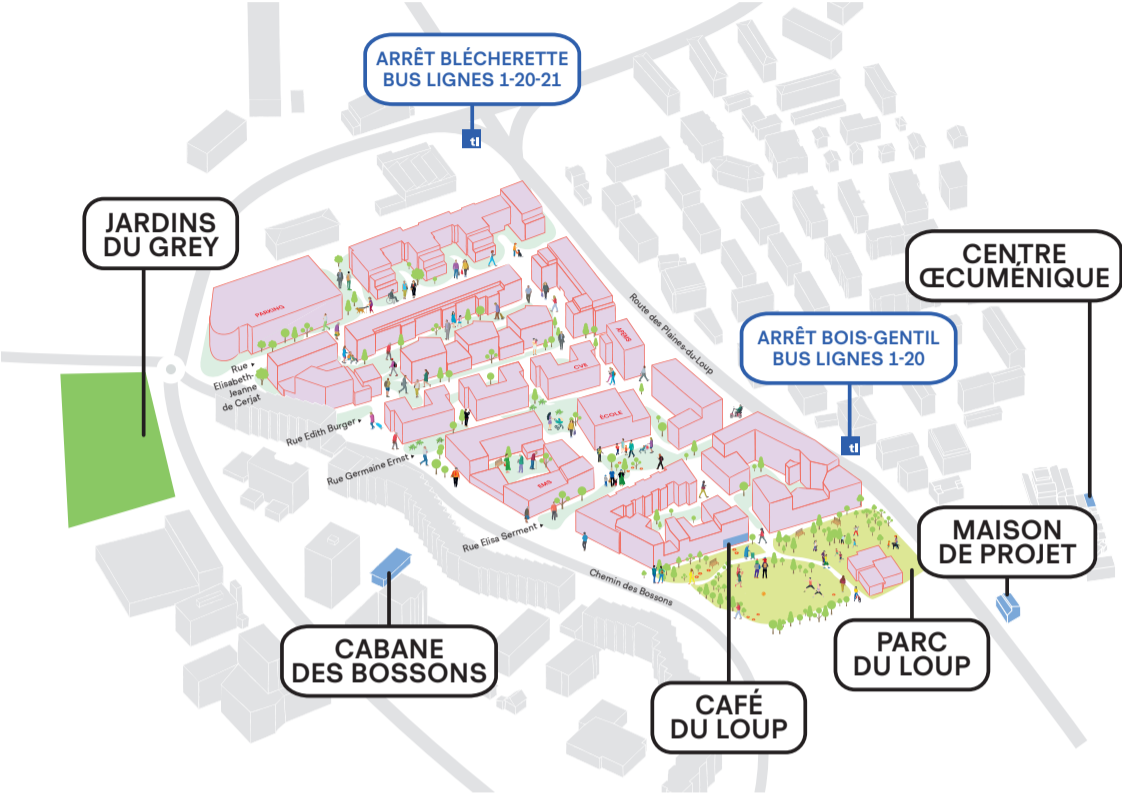 ARRÊT BLÉCHERETTE
BUS LIGNES 1-20-21
tl
JARDINS
DU GREY
CENTRE
ŒCUMÉNIQUE
PARKING
Route des Plaines-du-Loup
ARRÊT BOIS-GENTIL
BUS LIGNES 1-20
AFIRO
CVE
Rue
Elisabeth-
Jeanne
de Cerjat
ÉCOLE
Rue Edith Burger
tl
Rue Germaine Ernst
EMS
Rue Elisa Serment
MAISON
DE PROJET
Chemin des Bossons
CABANE
DES BOSSONS
PARC
DU LOUP
CAFÉ
DU LOUP